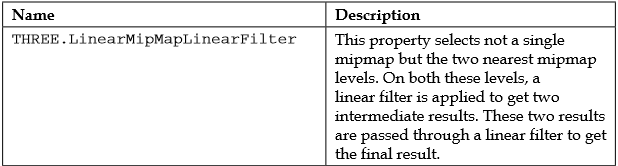 Name Description
THREE.LinearMipMapLinearFilter This property selects not a single
mipmap but the two nearest mipmap
levels. On both these levels, a
linear filter is applied to get two
intermediate results. These two results
are passed through a linear filter to get
the final result.